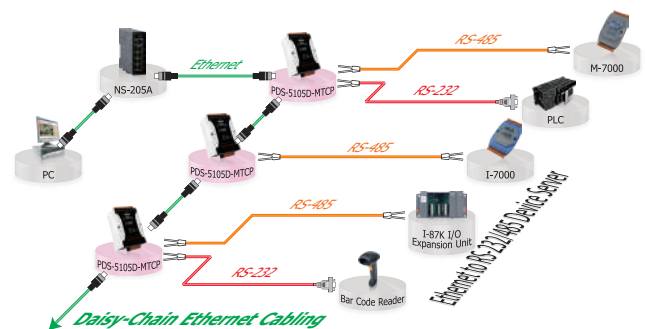 RS-485
M-7000
Ethernet
NS-205A
PDS-5105D-MTCP
RS-232
PLC
RS-485
PC
PDS-5105D-MTCP
I-7000
RS-485
I-87K I/O
Expansion Unit
PDS-5105D-MTCP
RS-232
Bar Code Reader
Ethernet to RS 232/485 Device Server
Daisy-Chain Ethernet Cabling